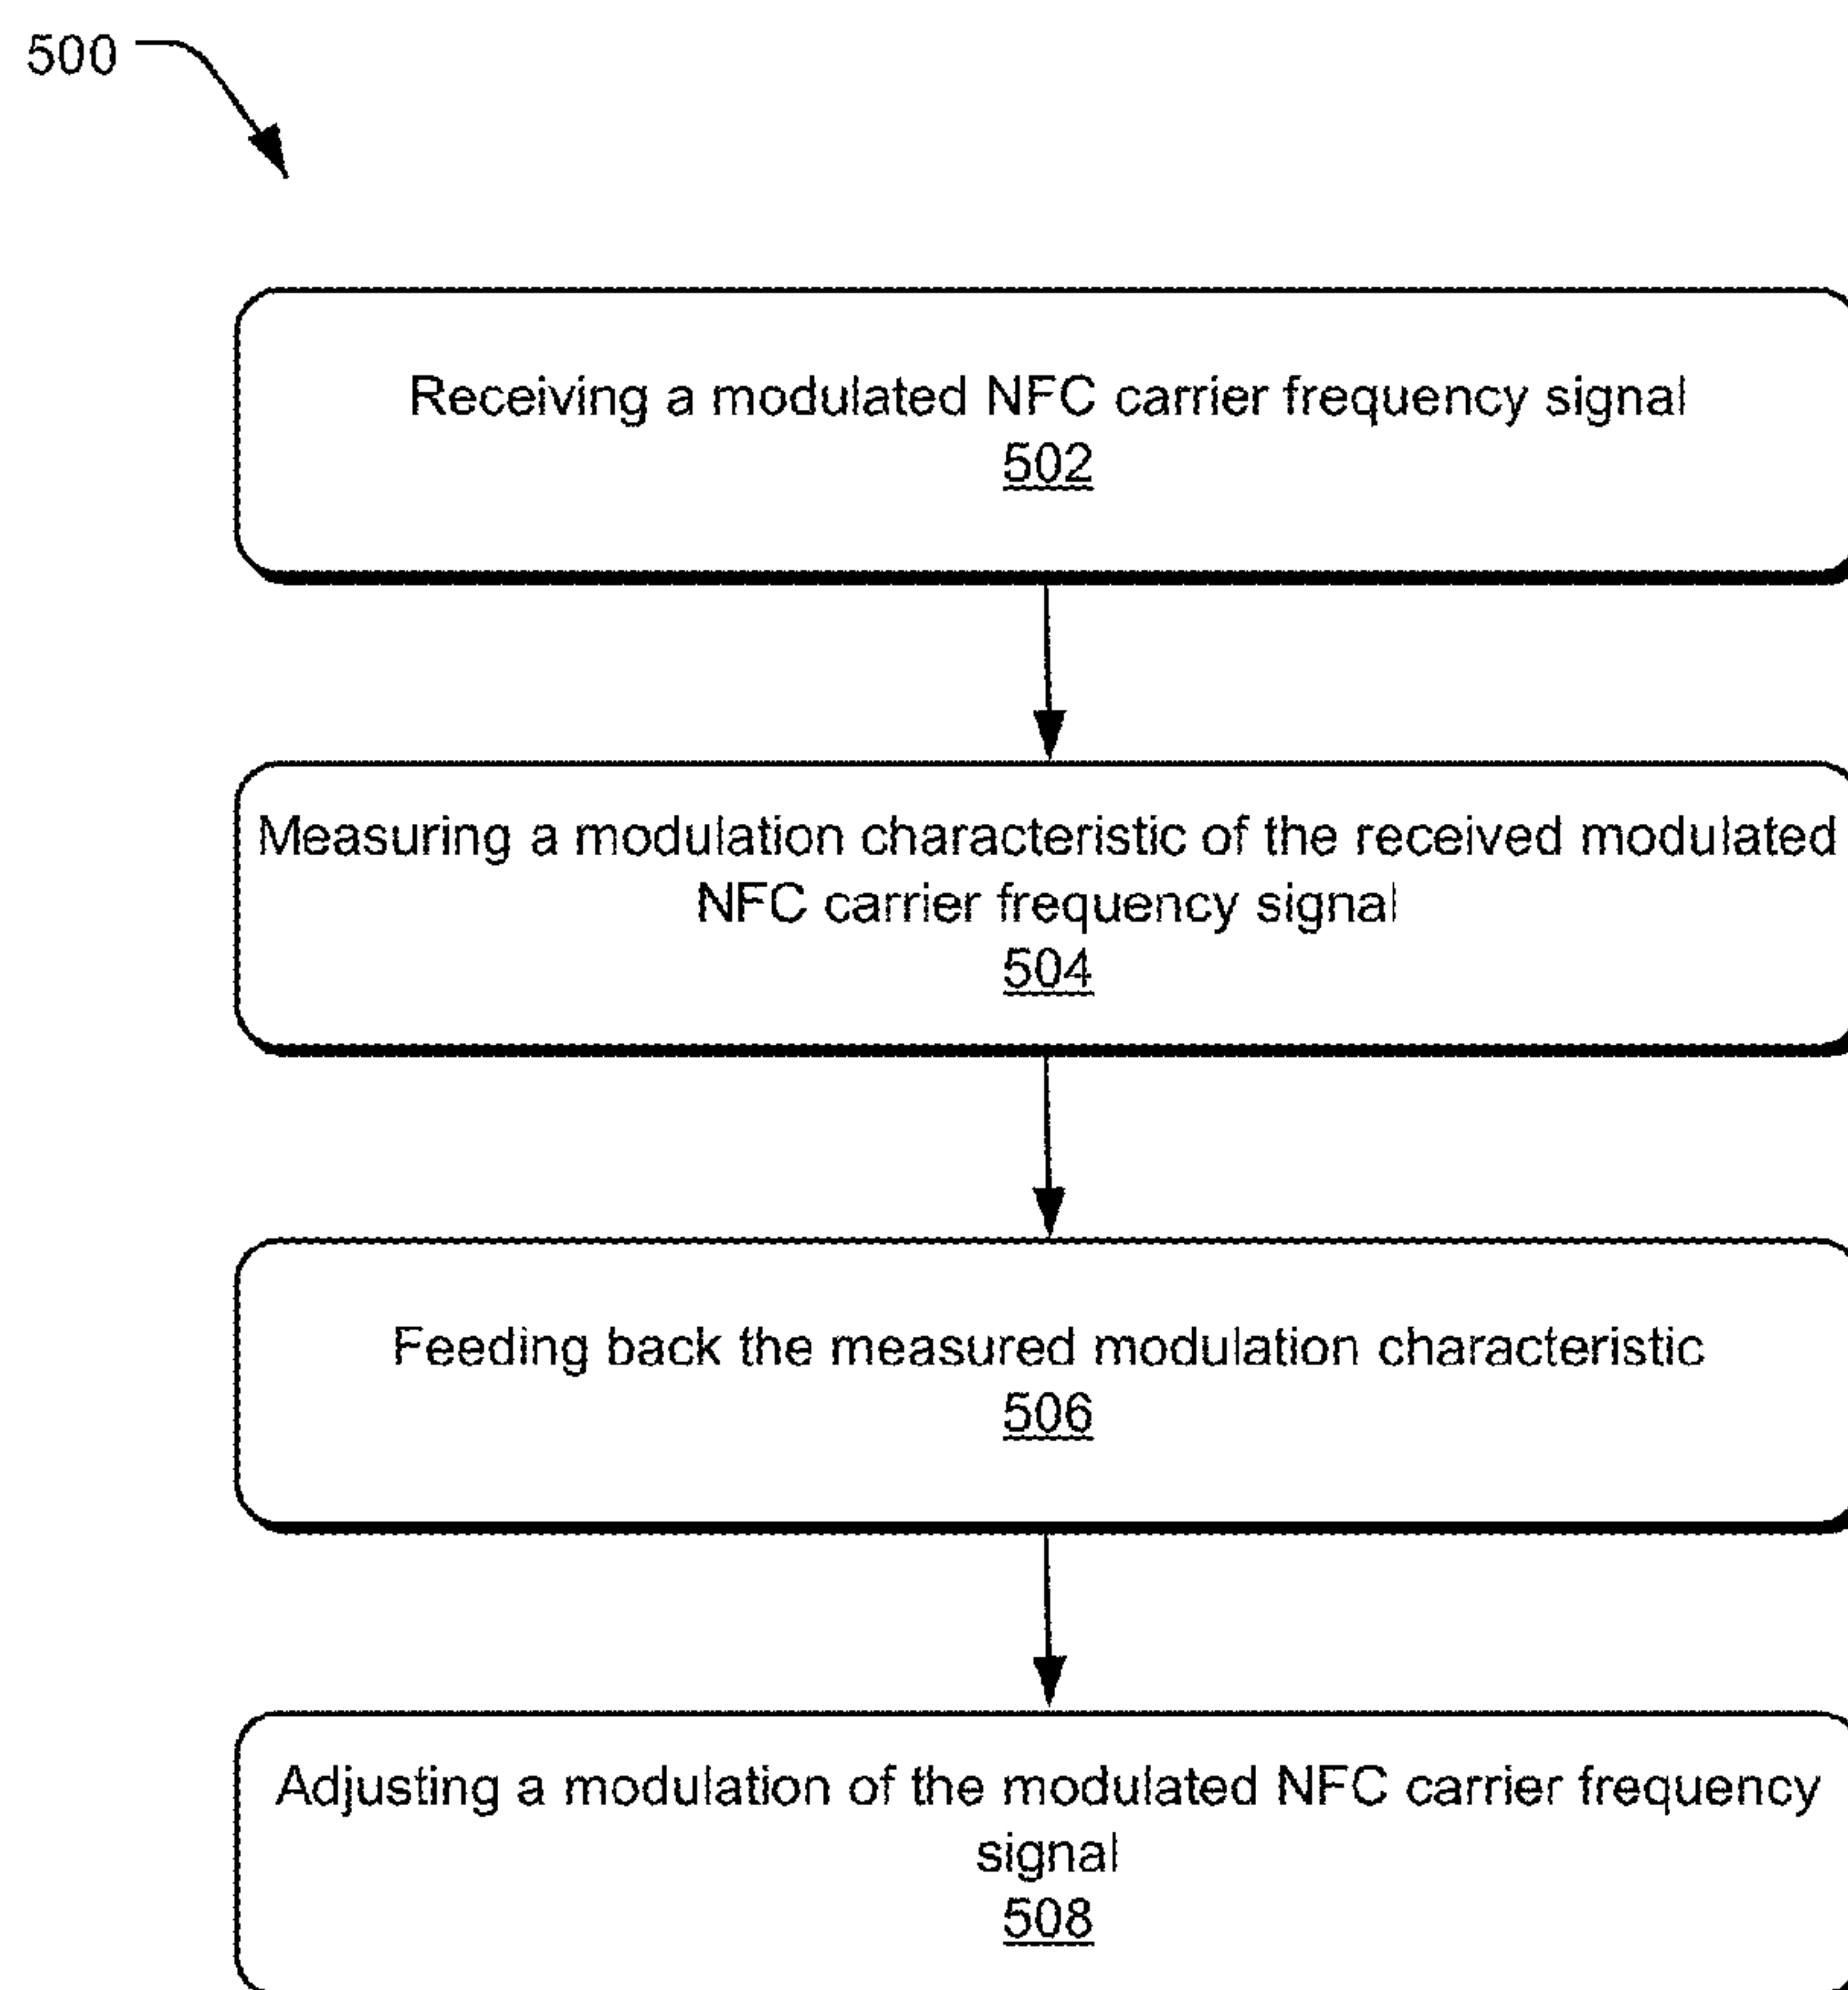 500
Receiving a modulated NFC carrier frequency signal
502
Measuring a modulation characteristic of the received modulated
NFC carrier frequency signal
504
Feeding back the measured modulation characteristic
506
Adjusting a modulation of the modulated NFC carrier frequency
signal
508